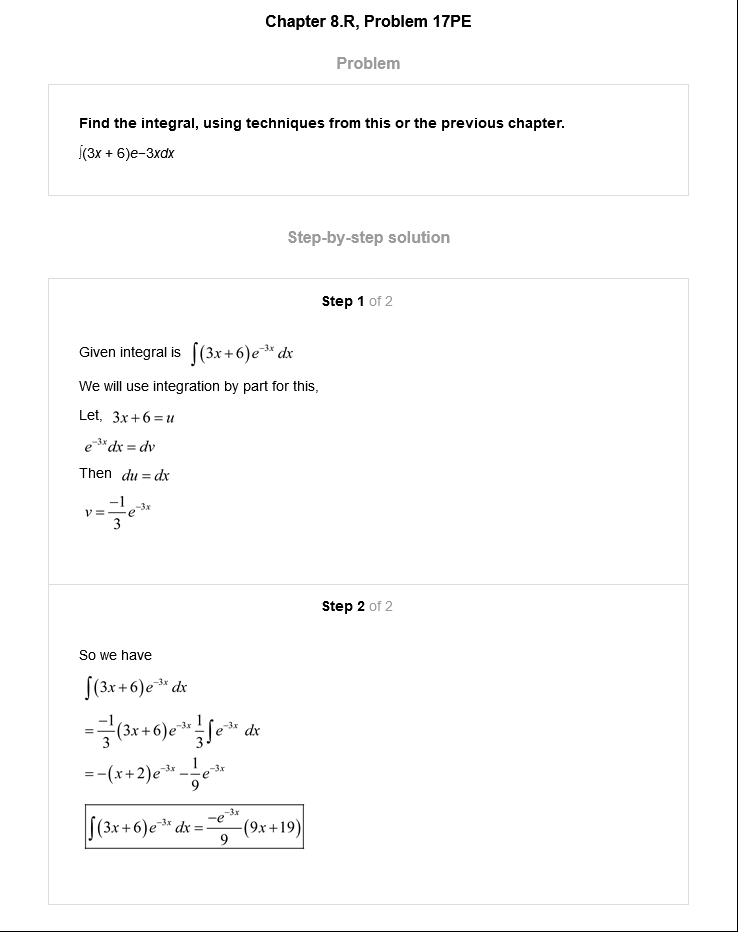 Chapter 8.R, Problem 17PE
Problem
Find the integral, using techniques from this or the previous chapter.
∫(3x + 6)e−3xdx
Step-by-step solution
Step 1 of 2
Given integral is ∫(3x+6)e^{-3x} dx
We will use integration by part for this,
Let, 3x+6=u
e^{-3x}dx = dv
Then du = dx
v = \frac{-1}{3}e^{-3x}
Step 2 of 2
So we have
∫(3x+6)e^{-3x} dx
= \frac{-1}{3}(3x+6)e^{-3x} \frac{1}{3}∫e^{-3x} dx
= -(x+2)e^{-3x} - \frac{1}{9}e^{-3x}
∫(3x+6)e^{-3x} dx = \frac{-e^{-3x}}{9}(9x+19)